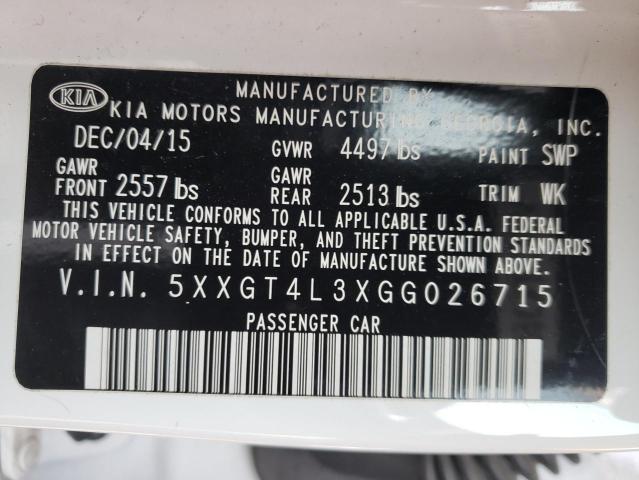 MANUFACTURED BY
KIA KIA MOTORS MANUFACTURING GEORGIA, INC.
DEC/04/15 GVWR 4497 lbs PAINT SWP
GAWR FRONT 2557 lbs GAWR REAR 2513 lbs TRIM WK
THIS VEHICLE CONFORMS TO ALL APPLICABLE U.S.A. FEDERAL
MOTOR VEHICLE SAFETY, BUMPER, AND THEFT PREVENTION STANDARDS
IN EFFECT ON THE DATE OF MANUFACTURE SHOWN ABOVE.
V.I.N. 5XXGT4L3XGG026715
PASSENGER CAR